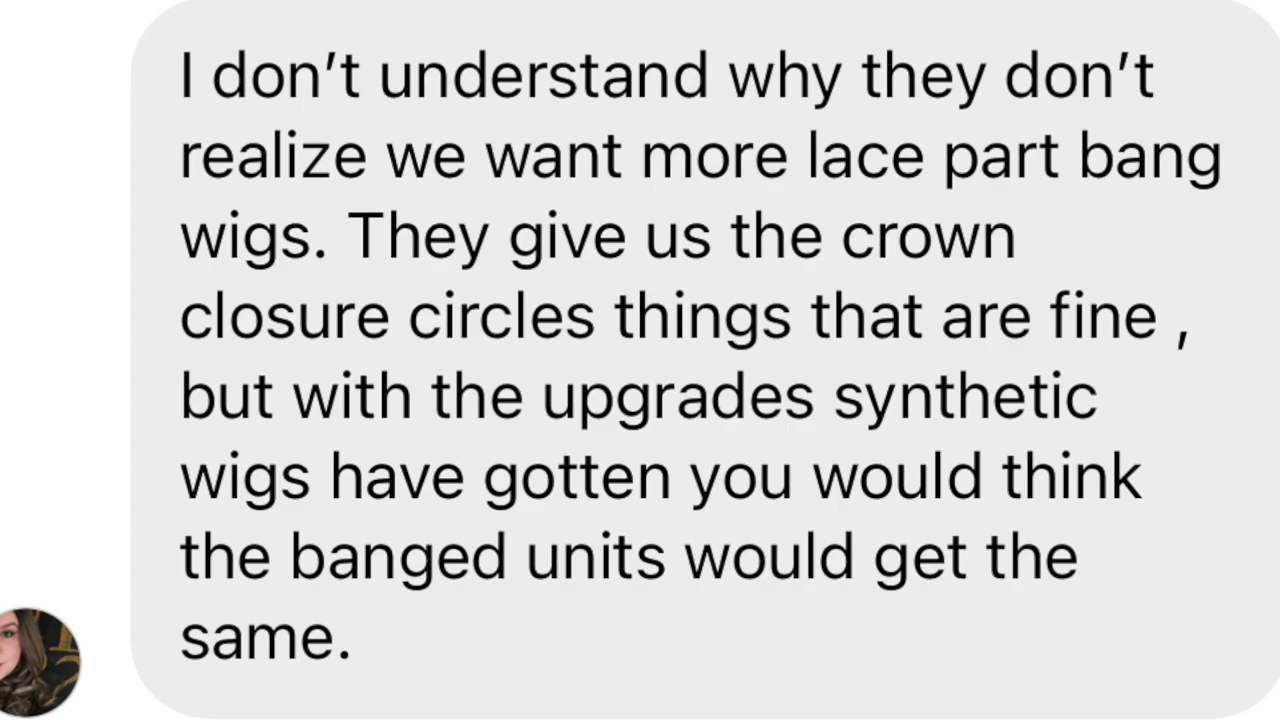 I don’t understand why they don’t
realize we want more lace part bang
wigs. They give us the crown
closure circles things that are fine ,
but with the upgrades synthetic
wigs have gotten you would think
the banged units would get the
same.